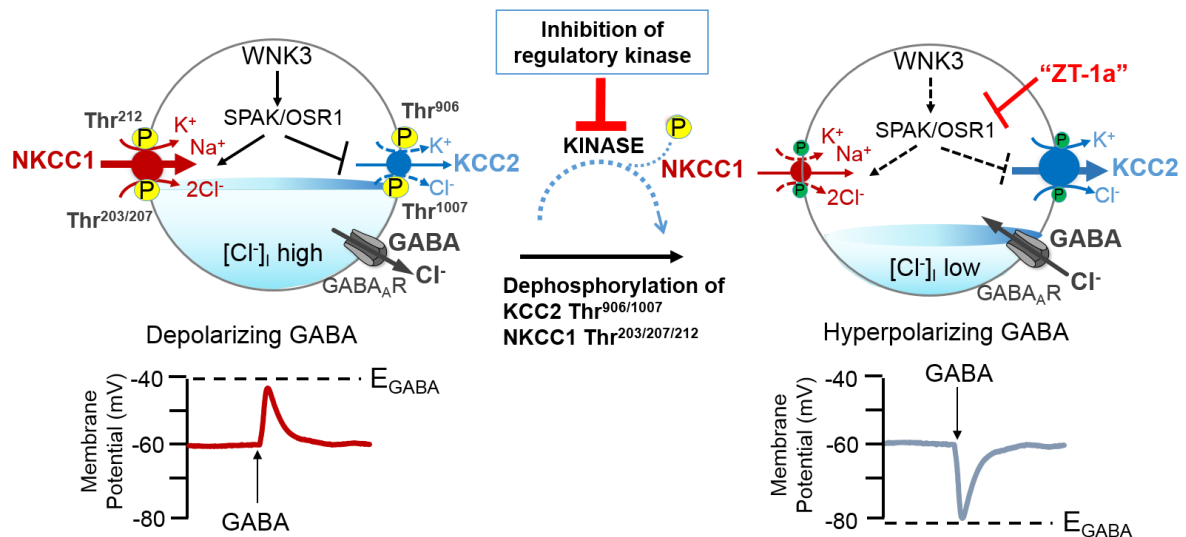 WNK3
SPAK/OSR1
Thr212
Thr906
P
P
K+
Na+
K+
NKCC1
KCC2
2Cl-
Cl-
P
P
Thr203/207
Thr1007
[Cl-]I high
GABA
Cl-
GABAAR
Depolarizing GABA
Inhibition of
regulatory kinase
KINASE
P
Dephosphorylation of
KCC2 Thr906/1007
NKCC1 Thr203/207/212
WNK3
“ZT-1a”
SPAK/OSR1
P
P
K+
Na+
K+
NKCC1
KCC2
2Cl-
Cl-
P
P
[Cl-]I low
GABA
Cl-
GABAAR
Hyperpolarizing GABA
Membrane
Potential (mV)
-40
-60
-80
EGABA
GABA
Membrane
Potential (mV)
-40
-60
-80
GABA
EGABA